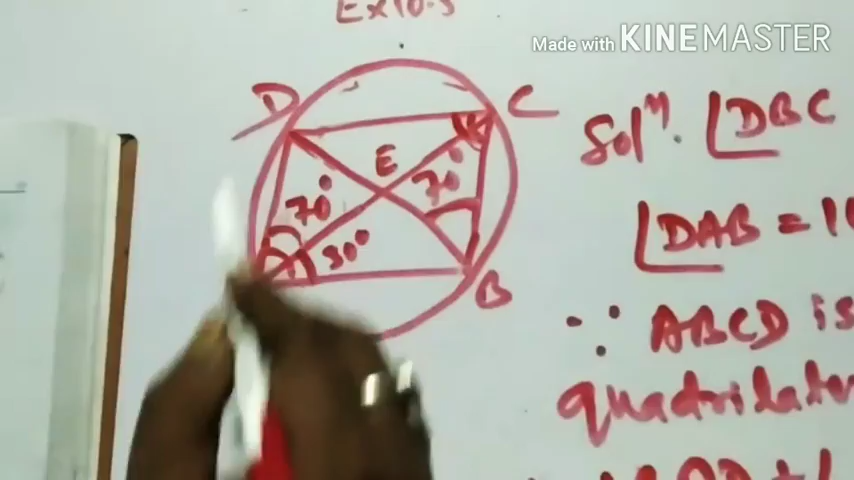 Ex10.5
Made with KINEMASTER
D
C
E
70°
70°
30°
B
Solⁿ. ∠DBC
∠DAB = 1
∵ ABCD is
quadrilater